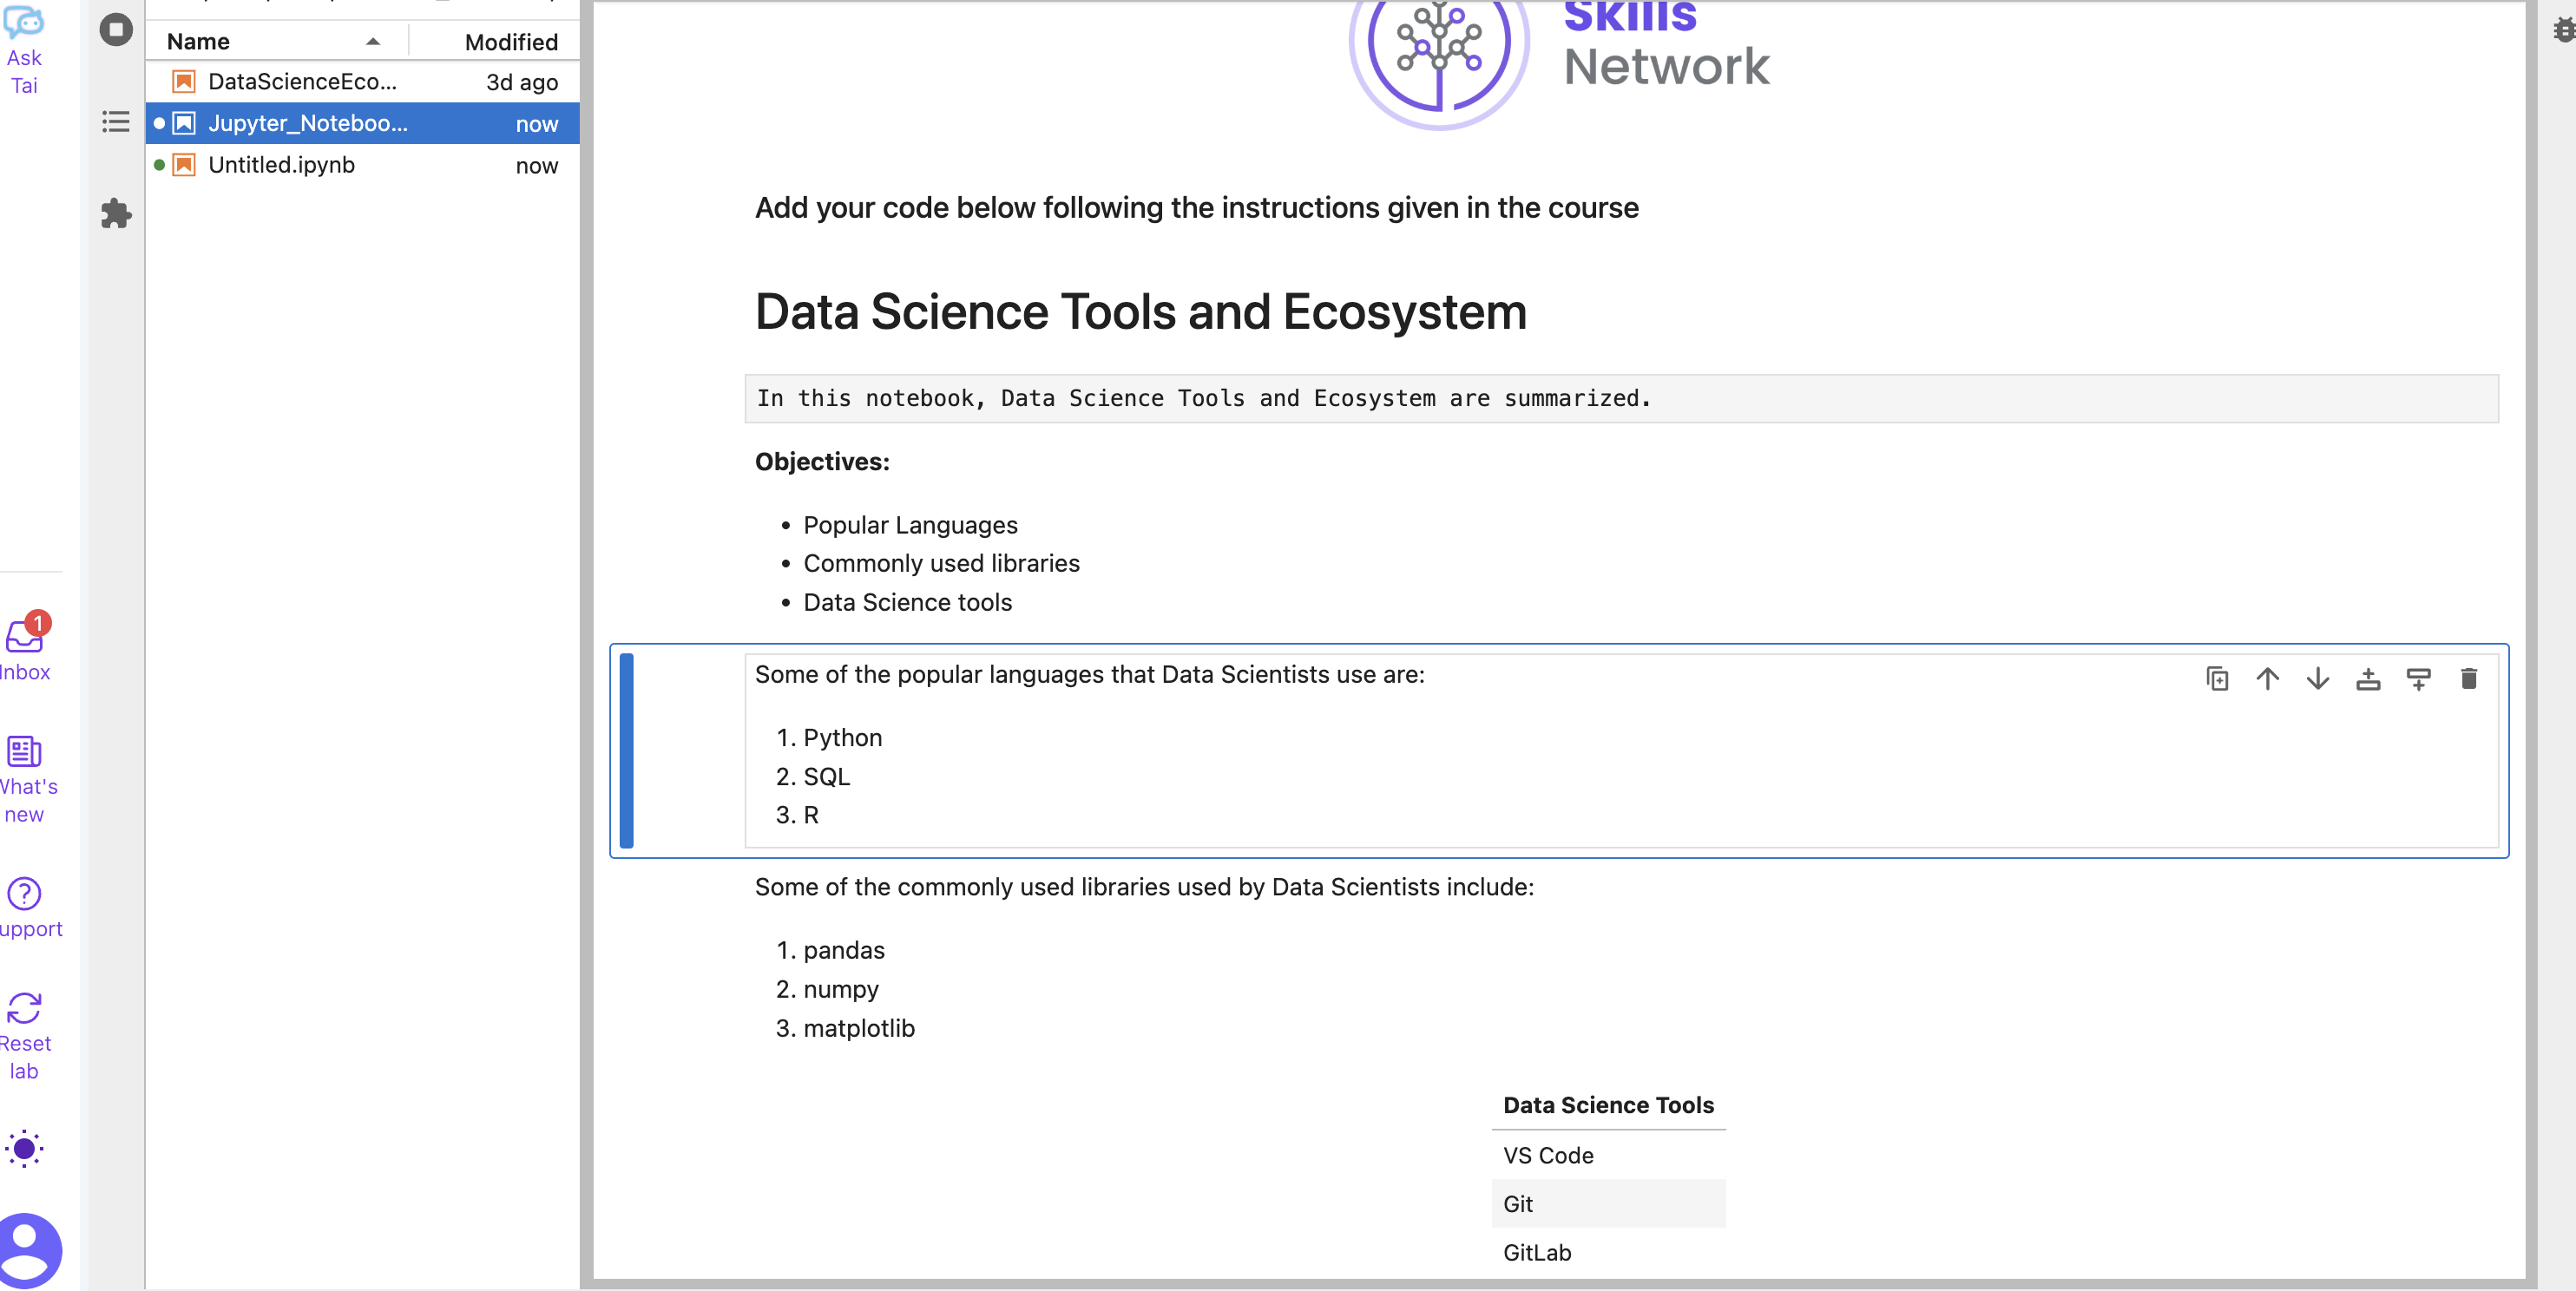 Ask
Tai
1
Inbox
What's
new
Support
Reset
lab
Name Modified
DataScienceEco... 3d ago
Jupyter_Noteboo... now
Untitled.ipynb now
Skills
Network
Add your code below following the instructions given in the course
Data Science Tools and Ecosystem
In this notebook, Data Science Tools and Ecosystem are summarized.
Objectives:
• Popular Languages
• Commonly used libraries
• Data Science tools
Some of the popular languages that Data Scientists use are:
1. Python
2. SQL
3. R
Some of the commonly used libraries used by Data Scientists include:
1. pandas
2. numpy
3. matplotlib
Data Science Tools
VS Code
Git
GitLab